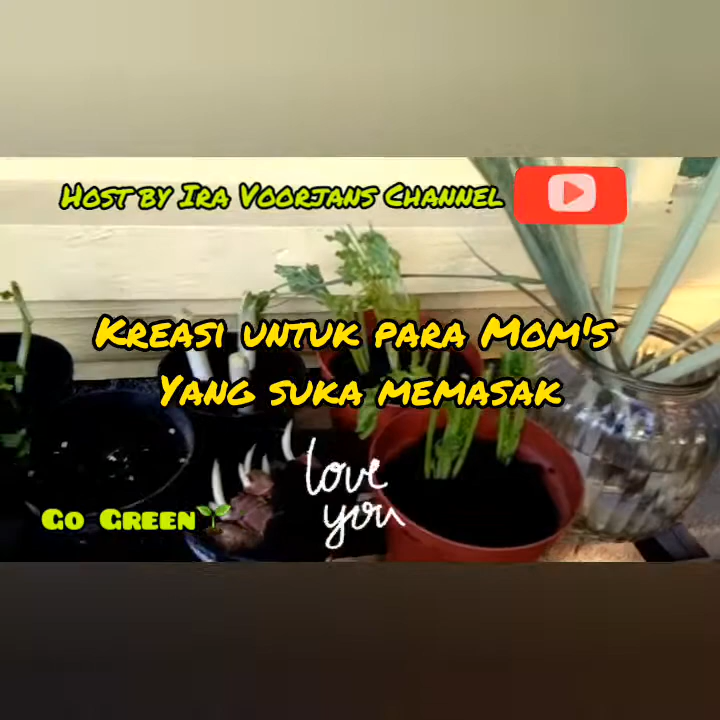 Host by Ira Voorjans Channel
Kreasi untuk para Mom's
Yang suka memasak
love
you
Go Green